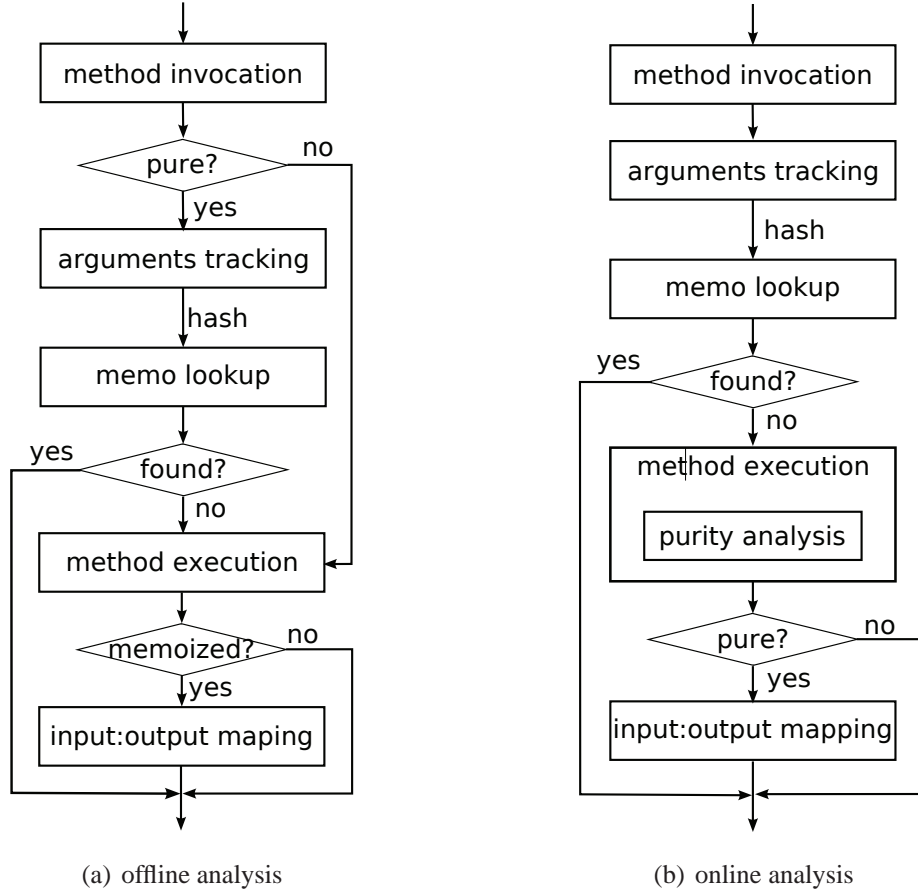 method invocation
pure?
no
yes
arguments tracking
hash
memo lookup
yes
found?
no
method execution
memoized?
no
yes
input:output maping
(a) offline analysis
method invocation
arguments tracking
hash
memo lookup
yes
found?
no
method execution
purity analysis
pure?
no
yes
input:output mapping
(b) online analysis